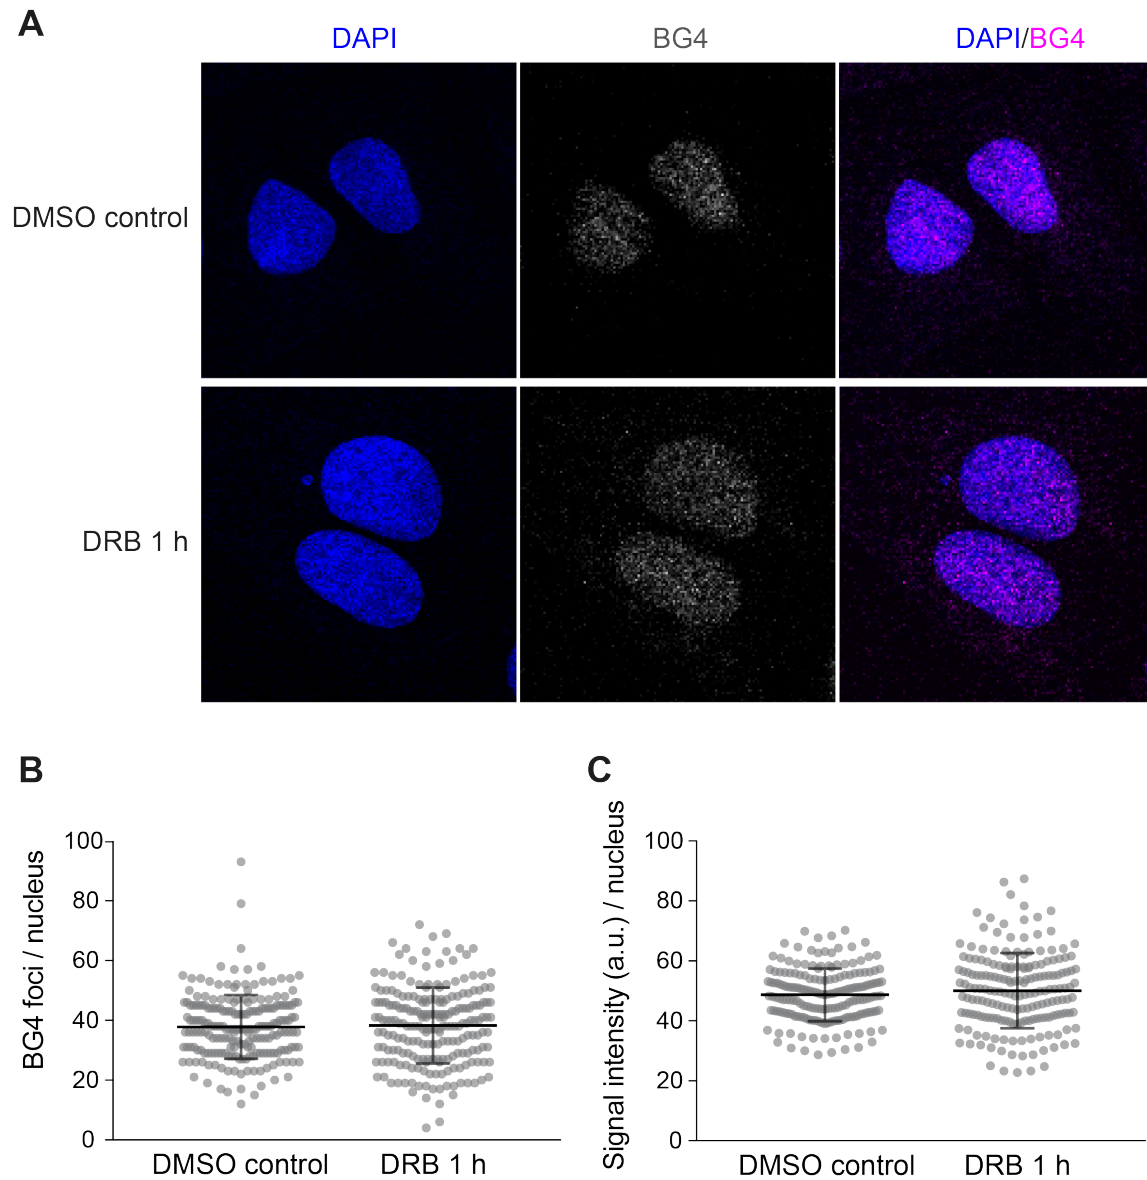 A
DAPI BG4 DAPI/BG4
DMSO control
DRB 1 h
B
BG4 foci / nucleus
100
80
60
40
20
0
DMSO control DRB 1 h
C
Signal intensity (a.u.) / nucleus
100
80
60
40
20
0
DMSO control DRB 1 h